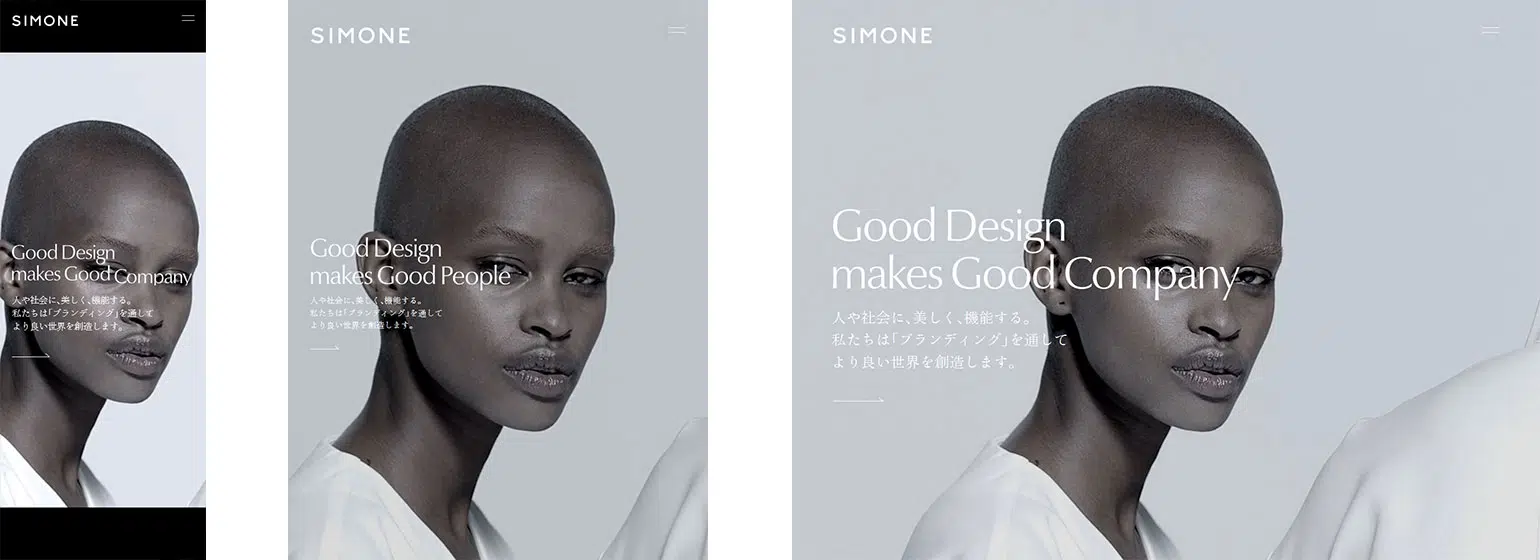 SIMONE
Good Design
makes Good Company
人や社会に、美しく、機能する。
私たちは「ブランディング」を通して
より良い世界を創造します。
SIMONE
Good Design
makes Good People
人や社会に、美しく、機能する。
私たちは「ブランディング」を通して
より良い世界を創造します。
SIMONE
Good Design
makes Good Company
人や社会に、美しく、機能する。
私たちは「ブランディング」を通して
より良い世界を創造します。